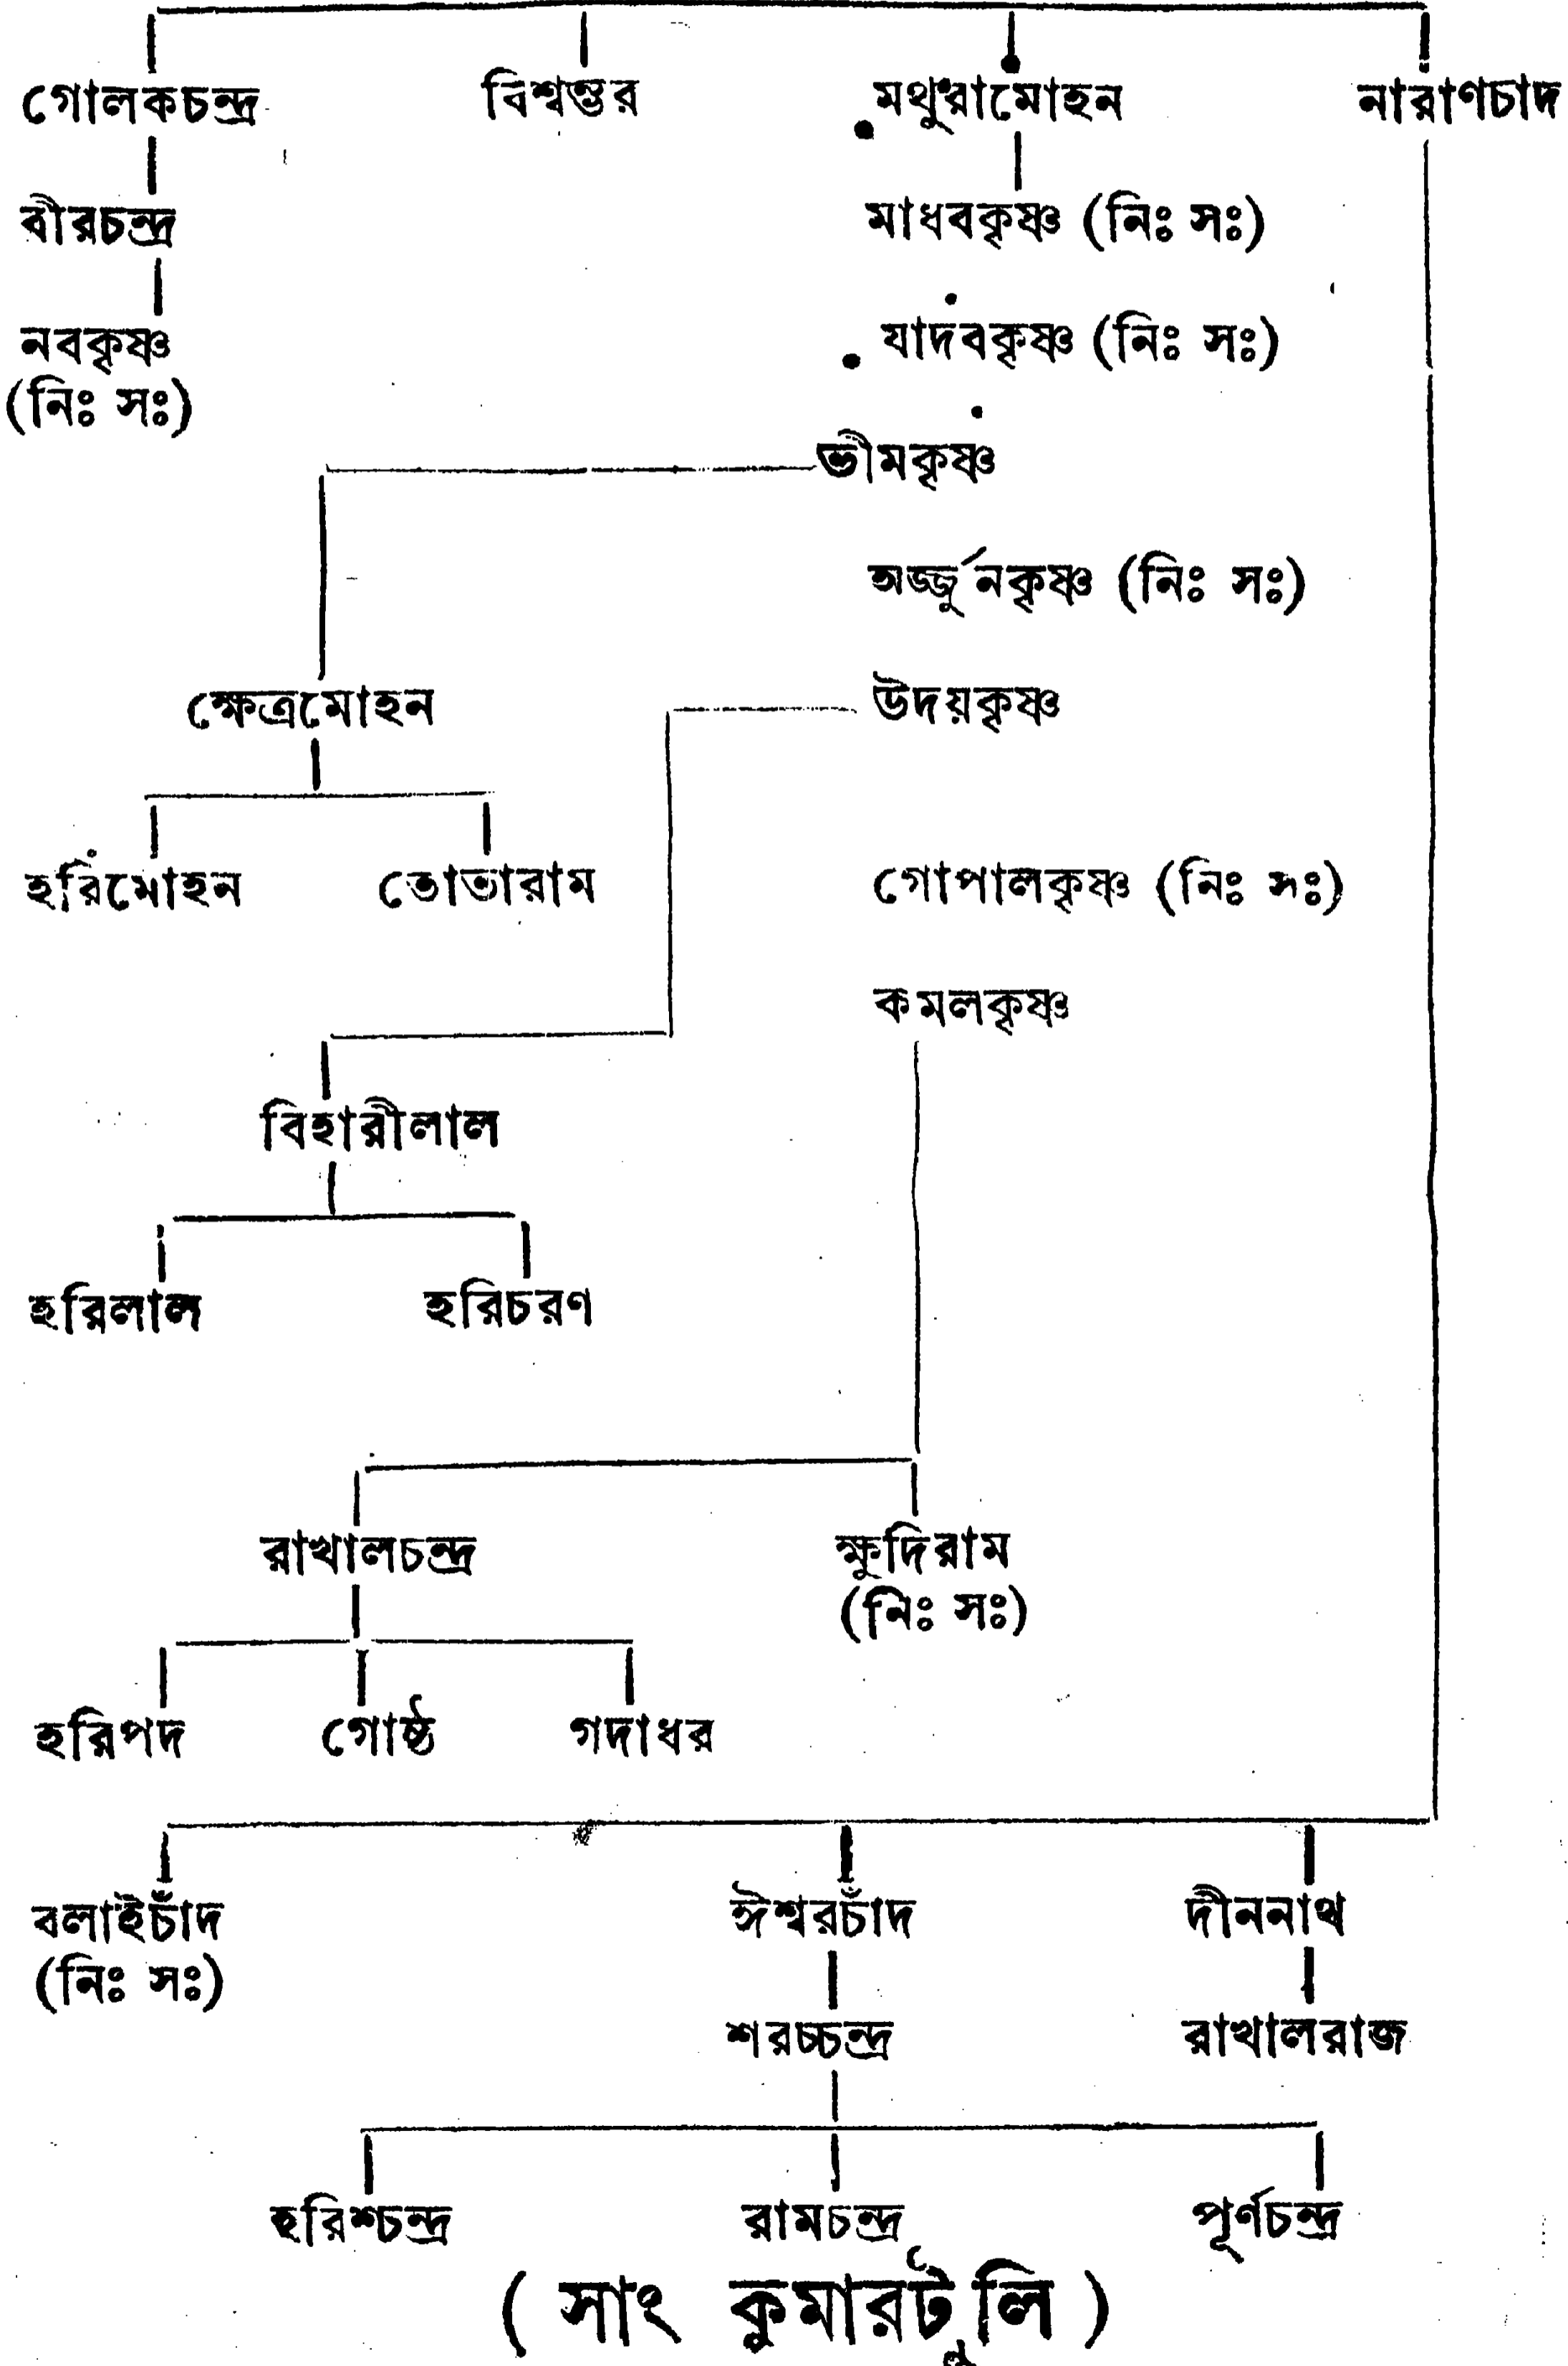 গোলকচন্দ্র বিশ্বম্ভর মথুরামোহন নারাণচাদ
বীরচন্দ্র মাধবকৃষ্ণ (নিঃ সঃ)
নবকৃষ্ণ যাদবকৃষ্ণ (নিঃ সঃ)
(নিঃ সঃ)
ভীমকৃষ্ণ
অর্জ্জুনকৃষ্ণ (নিঃ সঃ)
ক্ষেত্রমোহন উদয়কৃষ্ণ
হরিমোহন তোতারাম গোপালকৃষ্ণ (নিঃ সঃ)
কমলকৃষ্ণ
বিহারীলাল
হরিলাল হরিচরণ
রাখালচন্দ্র ক্ষুদিরাম
(নিঃ সঃ)
হরিপদ গোষ্ঠ গদাধর
বলাইচাঁদ ঈশ্বরচাঁদ দীননাথ
(নিঃ সঃ)
শরচ্চন্দ্র রাখালরাজ
হরিশ্চন্দ্র রামচন্দ্র পূর্ণচন্দ্র
( সাং কুমারটুলি )